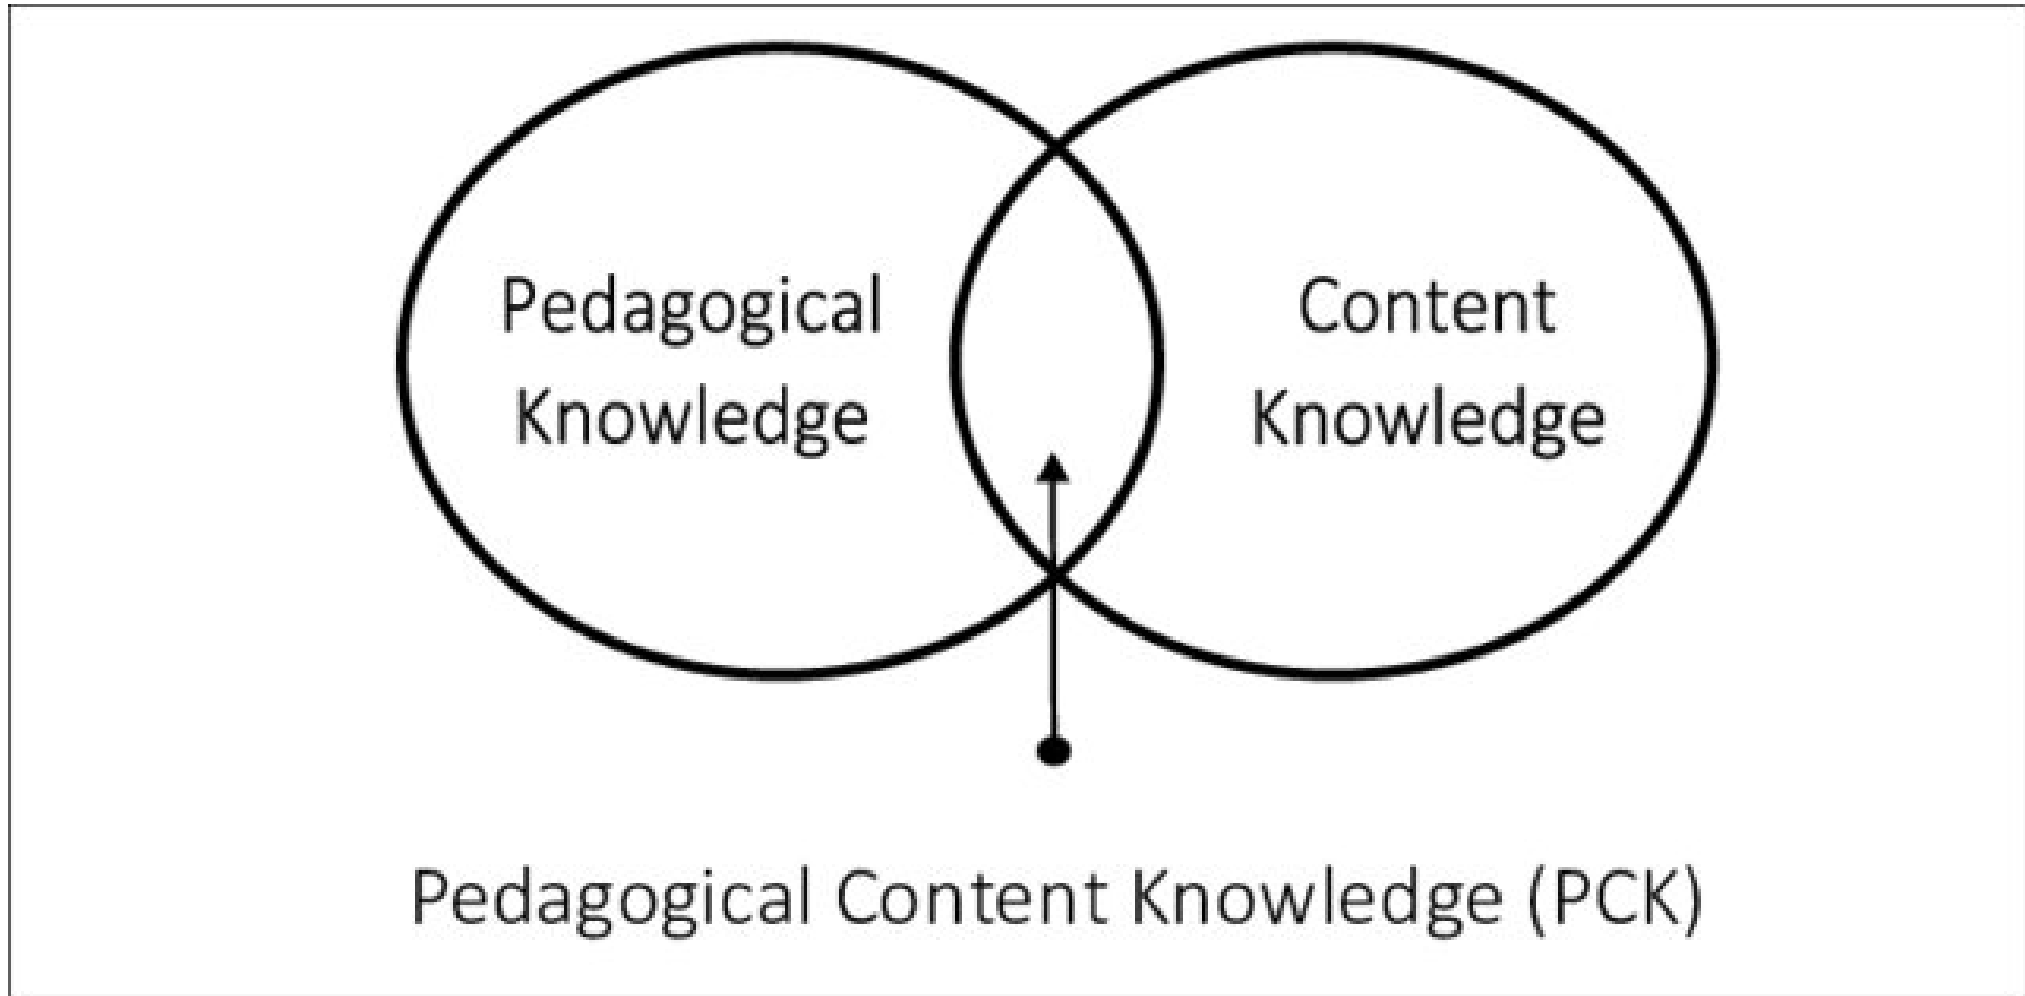 Pedagogical
Knowledge
Content
Knowledge
Pedagogical Content Knowledge (PCK)